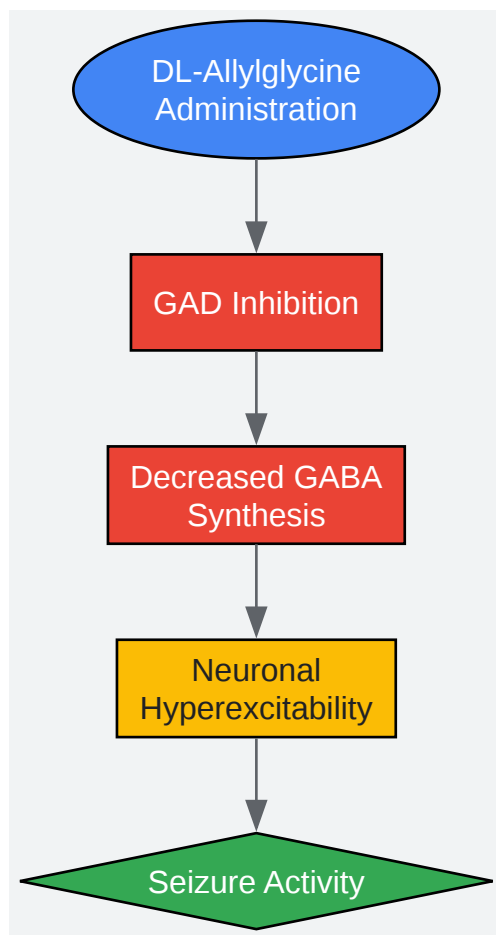 DL-Allylglycine
Administration
GAD Inhibition
Decreased GABA
Synthesis
Neuronal
Hyperexcitability
Seizure Activity